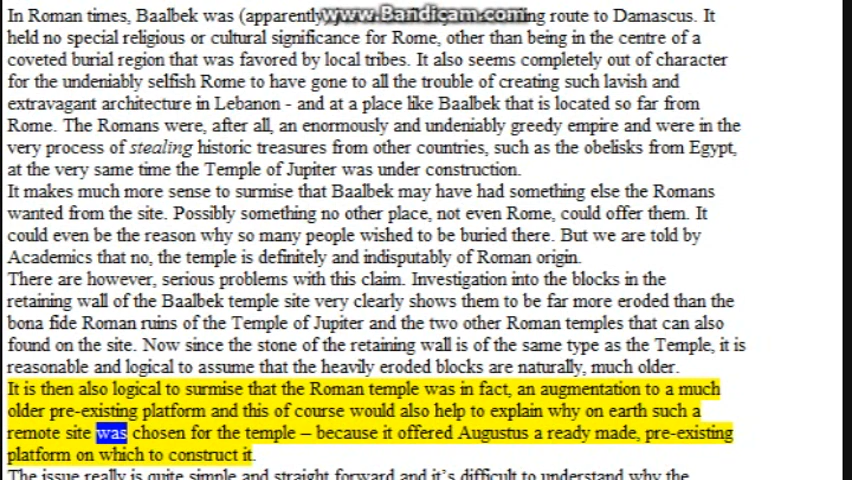 In Roman times, Baalbek was (apparently) www.Bandicam.com ling route to Damascus. It
held no special religious or cultural significance for Rome, other than being in the centre of a
coveted burial region that was favored by local tribes. It also seems completely out of character
for the undeniably selfish Rome to have gone to all the trouble of creating such lavish and
extravagant architecture in Lebanon - and at a place like Baalbek that is located so far from
Rome. The Romans were, after all, an enormously and undeniably greedy empire and were in the
very process of stealing historic treasures from other countries, such as the obelisks from Egypt,
at the very same time the Temple of Jupiter was under construction.
It makes much more sense to surmise that Baalbek may have had something else the Romans
wanted from the site. Possibly something no other place, not even Rome, could offer them. It
could even be the reason why so many people wished to be buried there. But we are told by
Academics that no, the temple is definitely and indisputably of Roman origin.
There are however, serious problems with this claim. Investigation into the blocks in the
retaining wall of the Baalbek temple site very clearly shows them to be far more eroded than the
bona fide Roman ruins of the Temple of Jupiter and the two other Roman temples that can also
found on the site. Now since the stone of the retaining wall is of the same type as the Temple, it is
reasonable and logical to assume that the heavily eroded blocks are naturally, much older.
It is then also logical to surmise that the Roman temple was in fact, an augmentation to a much
older pre-existing platform and this of course would also help to explain why on earth such a
remote site was chosen for the temple – because it offered Augustus a ready made, pre-existing
platform on which to construct it.
The issue really is quite simple and straight forward and it's difficult to understand why the